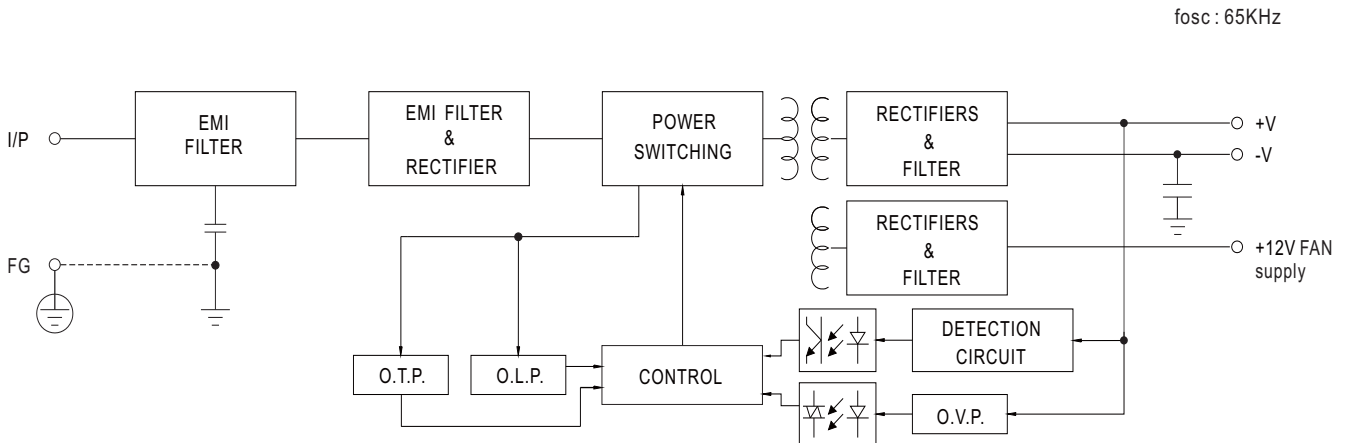 fosc : 65KHz
I/P
EMI
FILTER
EMI FILTER
&
RECTIFIER
POWER
SWITCHING
RECTIFIERS
&
FILTER
+V
-V
RECTIFIERS
&
FILTER
+12V FAN
supply
FG
O.T.P.
O.L.P.
CONTROL
DETECTION
CIRCUIT
O.V.P.